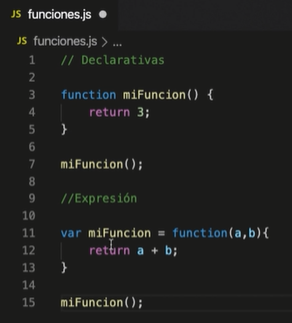 JS funciones.js
JS funciones.js > ...
1 // Declarativas
2
3 function miFuncion() {
4     return 3;
5 }
6
7 miFuncion();
8
9 //Expresión
10
11 var miFuncion = function(a,b){
12     return a + b;
13 }
14
15 miFuncion();